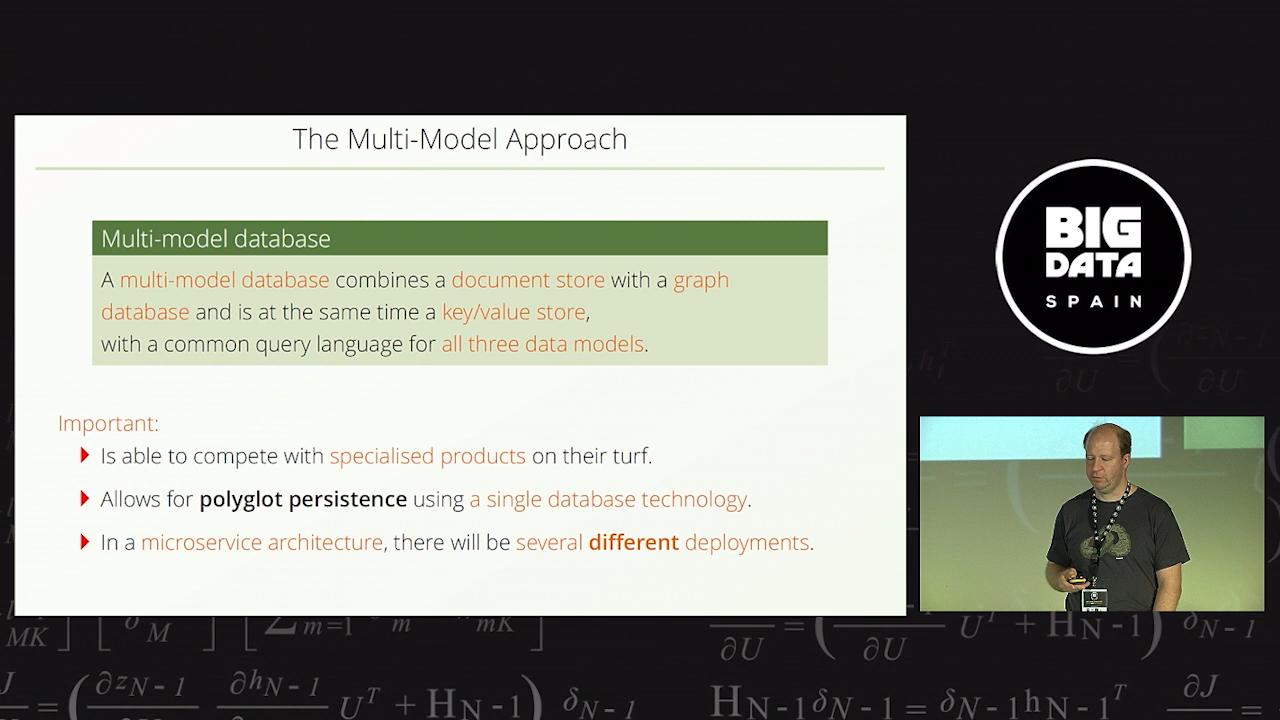 The Multi-Model Approach
Multi-model database
A multi-model database combines a document store with a graph
database and is at the same time a key/value store,
with a common query language for all three data models.
Important:
Is able to compete with specialised products on their turf.
Allows for polyglot persistence using a single database technology.
In a microservice architecture, there will be several different deployments.
BIG
DATA
SPAIN